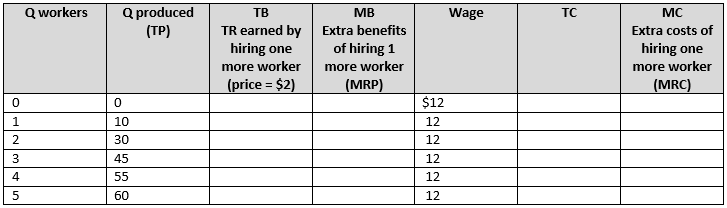 Q workers Q produced TB MB Wage TC MC
(TP) TR earned by Extra benefits Extra costs of
hiring one of hiring 1 hiring one
more worker more worker more worker
(price = $2) (MRP) (MRC)
0 0 $12
1 10 12
2 30 12
3 45 12
4 55 12
5 60 12